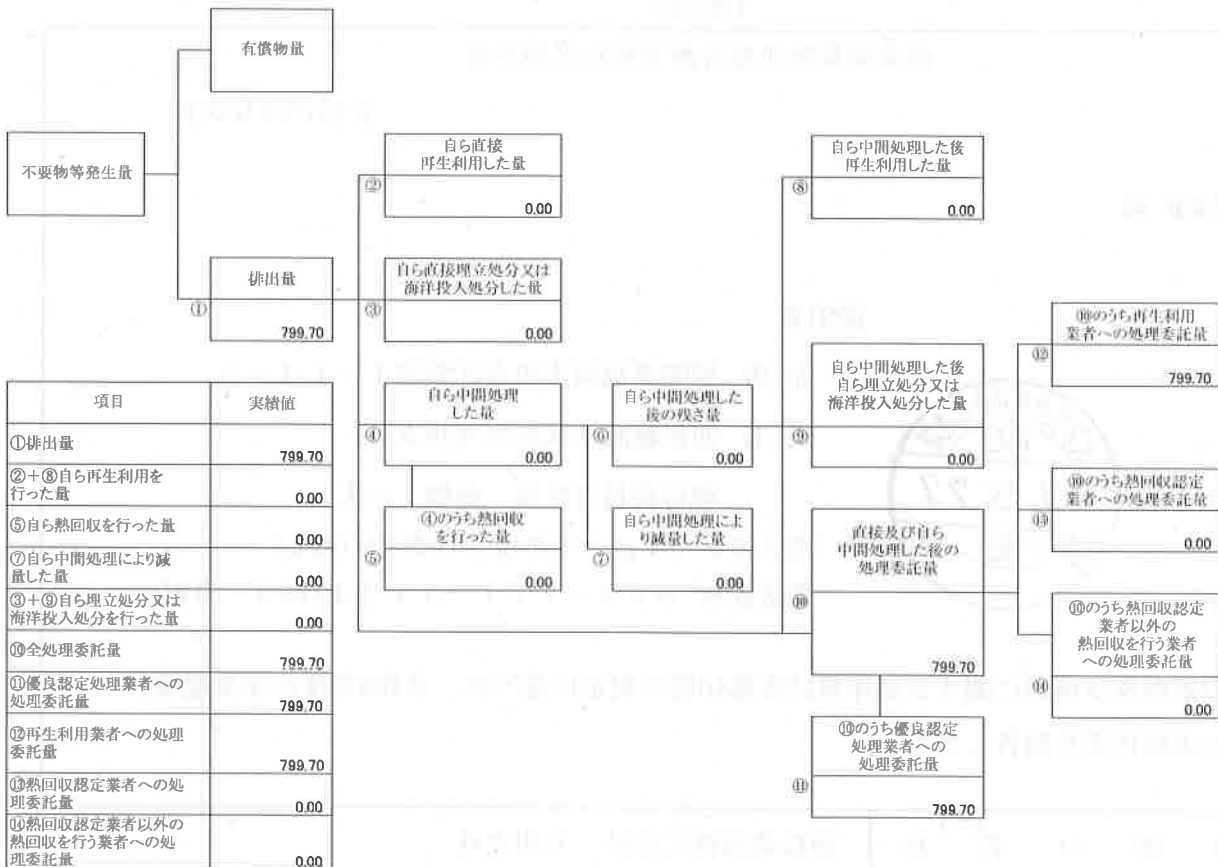 有償物量
不要物等発生量
排出量
①
799.70
自ら直接
再生利用した量
②
0.00
自ら直接埋立処分又は
海洋投入処分した量
③
0.00
自ら中間処理
した量
④
0.00
④のうち熱回収
を行った量
⑤
0.00
自ら中間処理した
後の残さ量
⑥
0.00
自ら中間処理によ
り減量した量
⑦
0.00
自ら中間処理した後
再生利用した量
⑧
0.00
自ら中間処理した後
自ら埋立処分又は
海洋投入処分した量
⑨
0.00
直接及び自ら
中間処理した後の
処理委託量
⑩
799.70
⑩のうち優良認定
処理業者への
処理委託量
⑪
799.70
⑩のうち再生利用
業者への処理委託量
⑫
799.70
⑩のうち熱回収認定
業者への処理委託量
⑬
0.00
⑩のうち熱回収認定
業者以外の
熱回収を行う業者
への処理委託量
⑭
0.00
項目 実績値
①排出量
799.70
②+⑧自ら再生利用を
行った量
0.00
⑤自ら熱回収を行った量
0.00
⑦自ら中間処理により減
量した量
0.00
③+⑨自ら埋立処分又は
海洋投入処分を行った量
0.00
⑩全処理委託量
799.70
⑪優良認定処理業者への
処理委託量
799.70
⑫再生利用業者への処理
委託量
799.70
⑬熱回収認定業者への処
理委託量
0.00
⑭熱回収認定業者以外の
熱回収を行う業者への処
理委託量
0.00